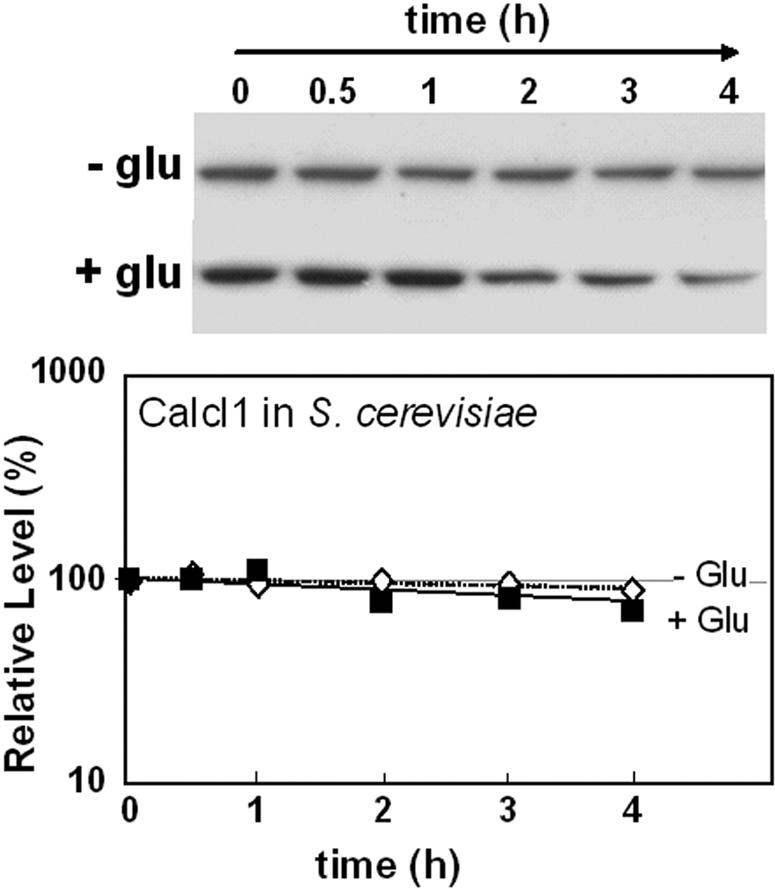 time (h)
0 0.5 1 2 3 4
- glu
+ glu
1000
Calcl1 in S. cerevisiae
Relative Level (%)
100
- Glu
+ Glu
10
0 1 2 3 4
time (h)